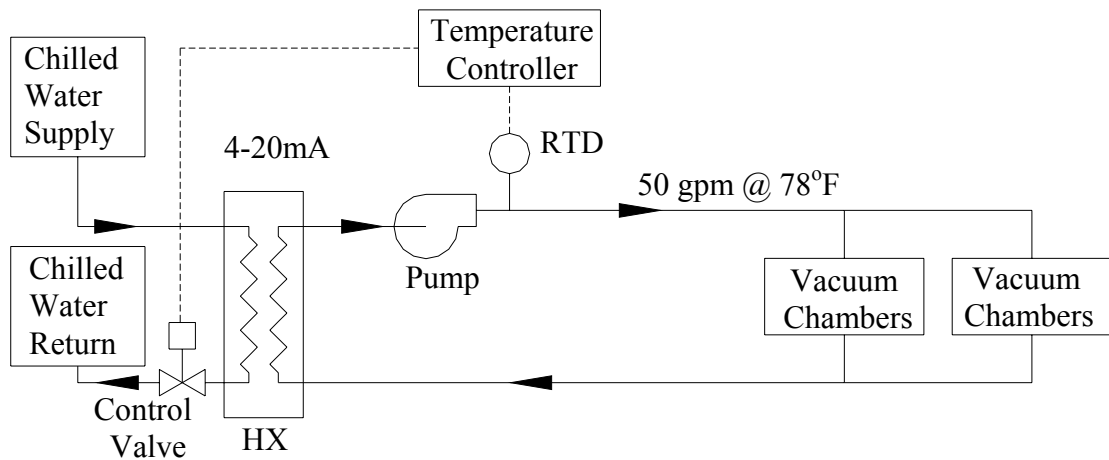 Chilled
Water
Supply
Temperature
Controller
RTD
4-20mA
50 gpm @ 78°F
Pump
Chilled
Water
Return
Vacuum
Chambers
Vacuum
Chambers
Control
Valve
HX